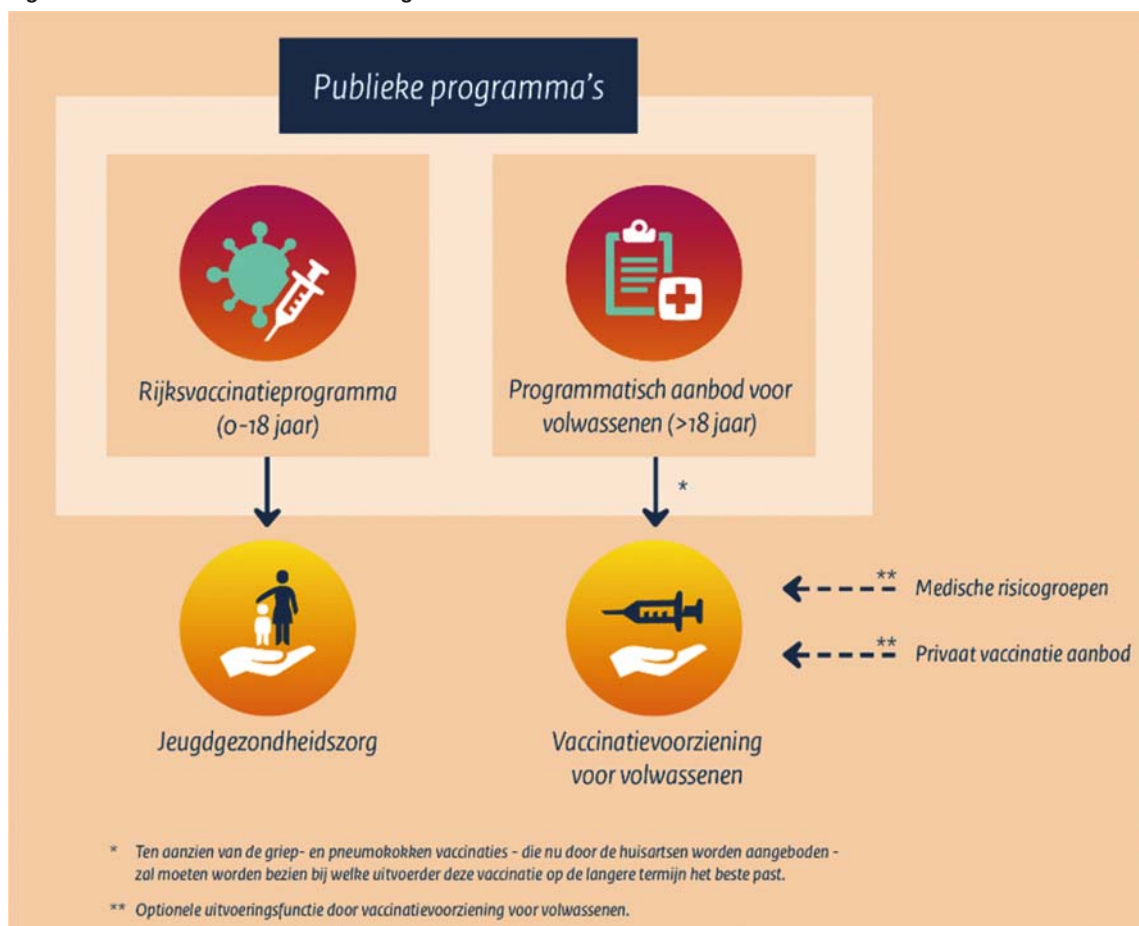 Publieke programma's
Rijksvaccinatieprogramma
(0-18 jaar)
Programmatisch aanbod voor
volwassenen (>18 jaar)
*
** Medische risicogroepen
** Privaat vaccinatie aanbod
Jeugdgezondheidszorg
Vaccinatievoorziening
voor volwassenen
* Ten aanzien van de griep- en pneumokokken vaccinaties - die nu door de huisartsen worden aangeboden -
zal moeten worden bezien bij welke uitvoerder deze vaccinatie op de langere termijn het beste past.
** Optionele uitvoeringsfunctie door vaccinatievoorziening voor volwassenen.